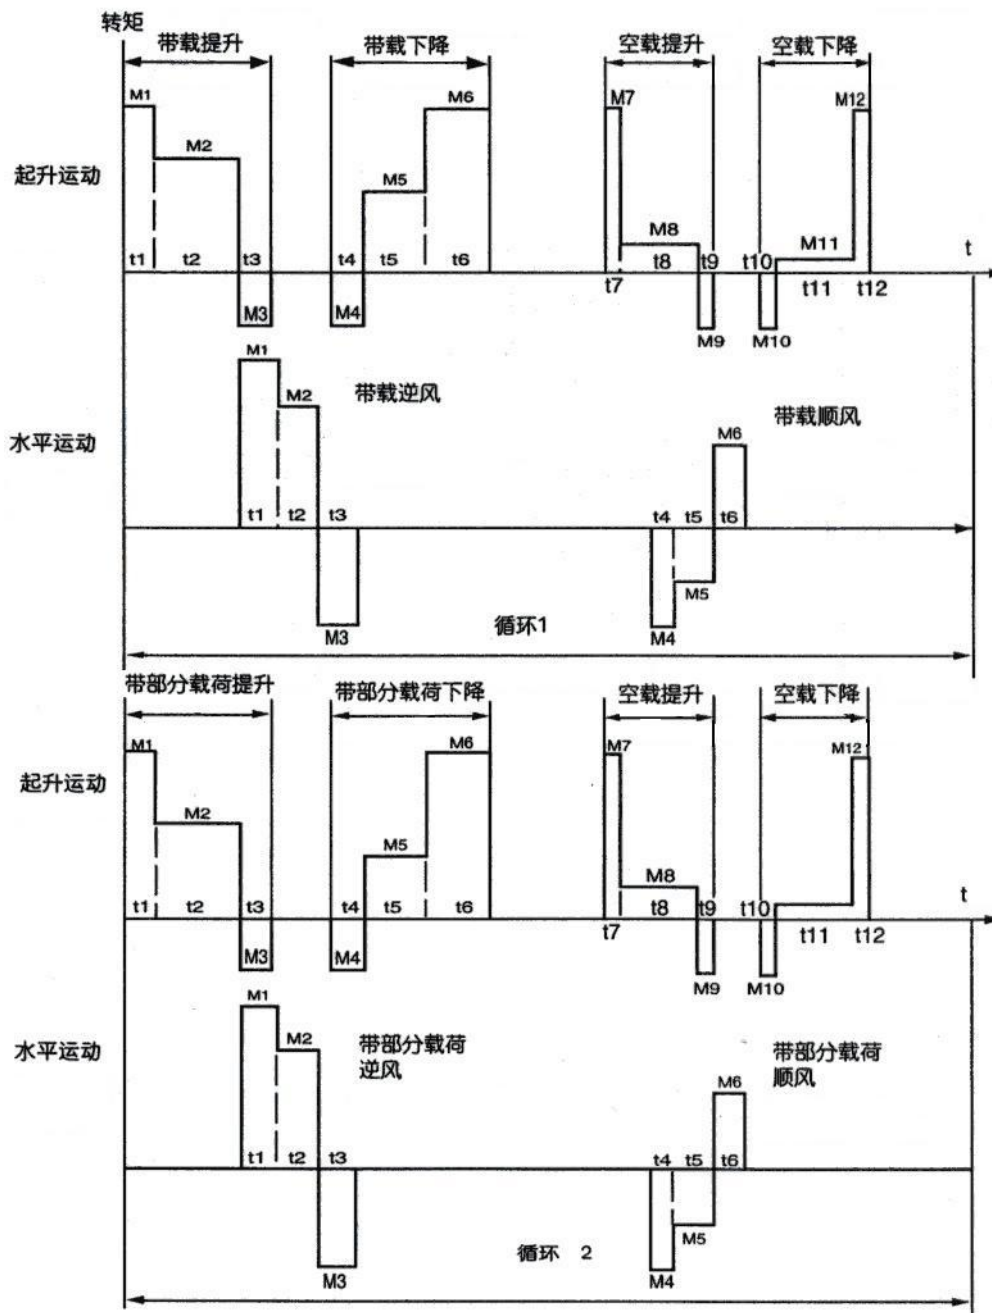 转矩
带载提升
带载下降
空载提升
空载下降
M1
M2
M5
M6
M7
M8
M11
M12
起升运动
t1
t2
t3
t4
t5
t6
t7
t8
t9
t10
t11
t12
t
M3
M4
M9
M10
M1
M2
带载逆风
带载顺风
M6
水平运动
t1
t2
t3
t4
t5
t6
M3
M4
M5
循环1
带部分载荷提升
带部分载荷下降
空载提升
空载下降
M1
M2
M5
M6
M7
M8
M12
起升运动
t1
t2
t3
t4
t5
t6
t7
t8
t9
t10
t11
t12
t
M3
M4
M9
M10
M1
M2
带部分载荷
逆风
带部分载荷
顺风
M6
水平运动
t1
t2
t3
t4
t5
t6
M3
M4
M5
循环 2